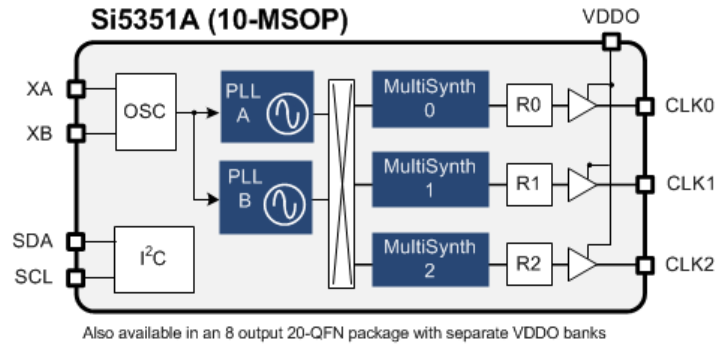 Si5351A (10-MSOP)
VDDO
XA
XB
OSC
PLL
A
PLL
B
MultiSynth
0
R0
CLK0
MultiSynth
1
R1
CLK1
MultiSynth
2
R2
CLK2
SDA
SCL
I²C
Also available in an 8 output 20-QFN package with separate VDDO banks